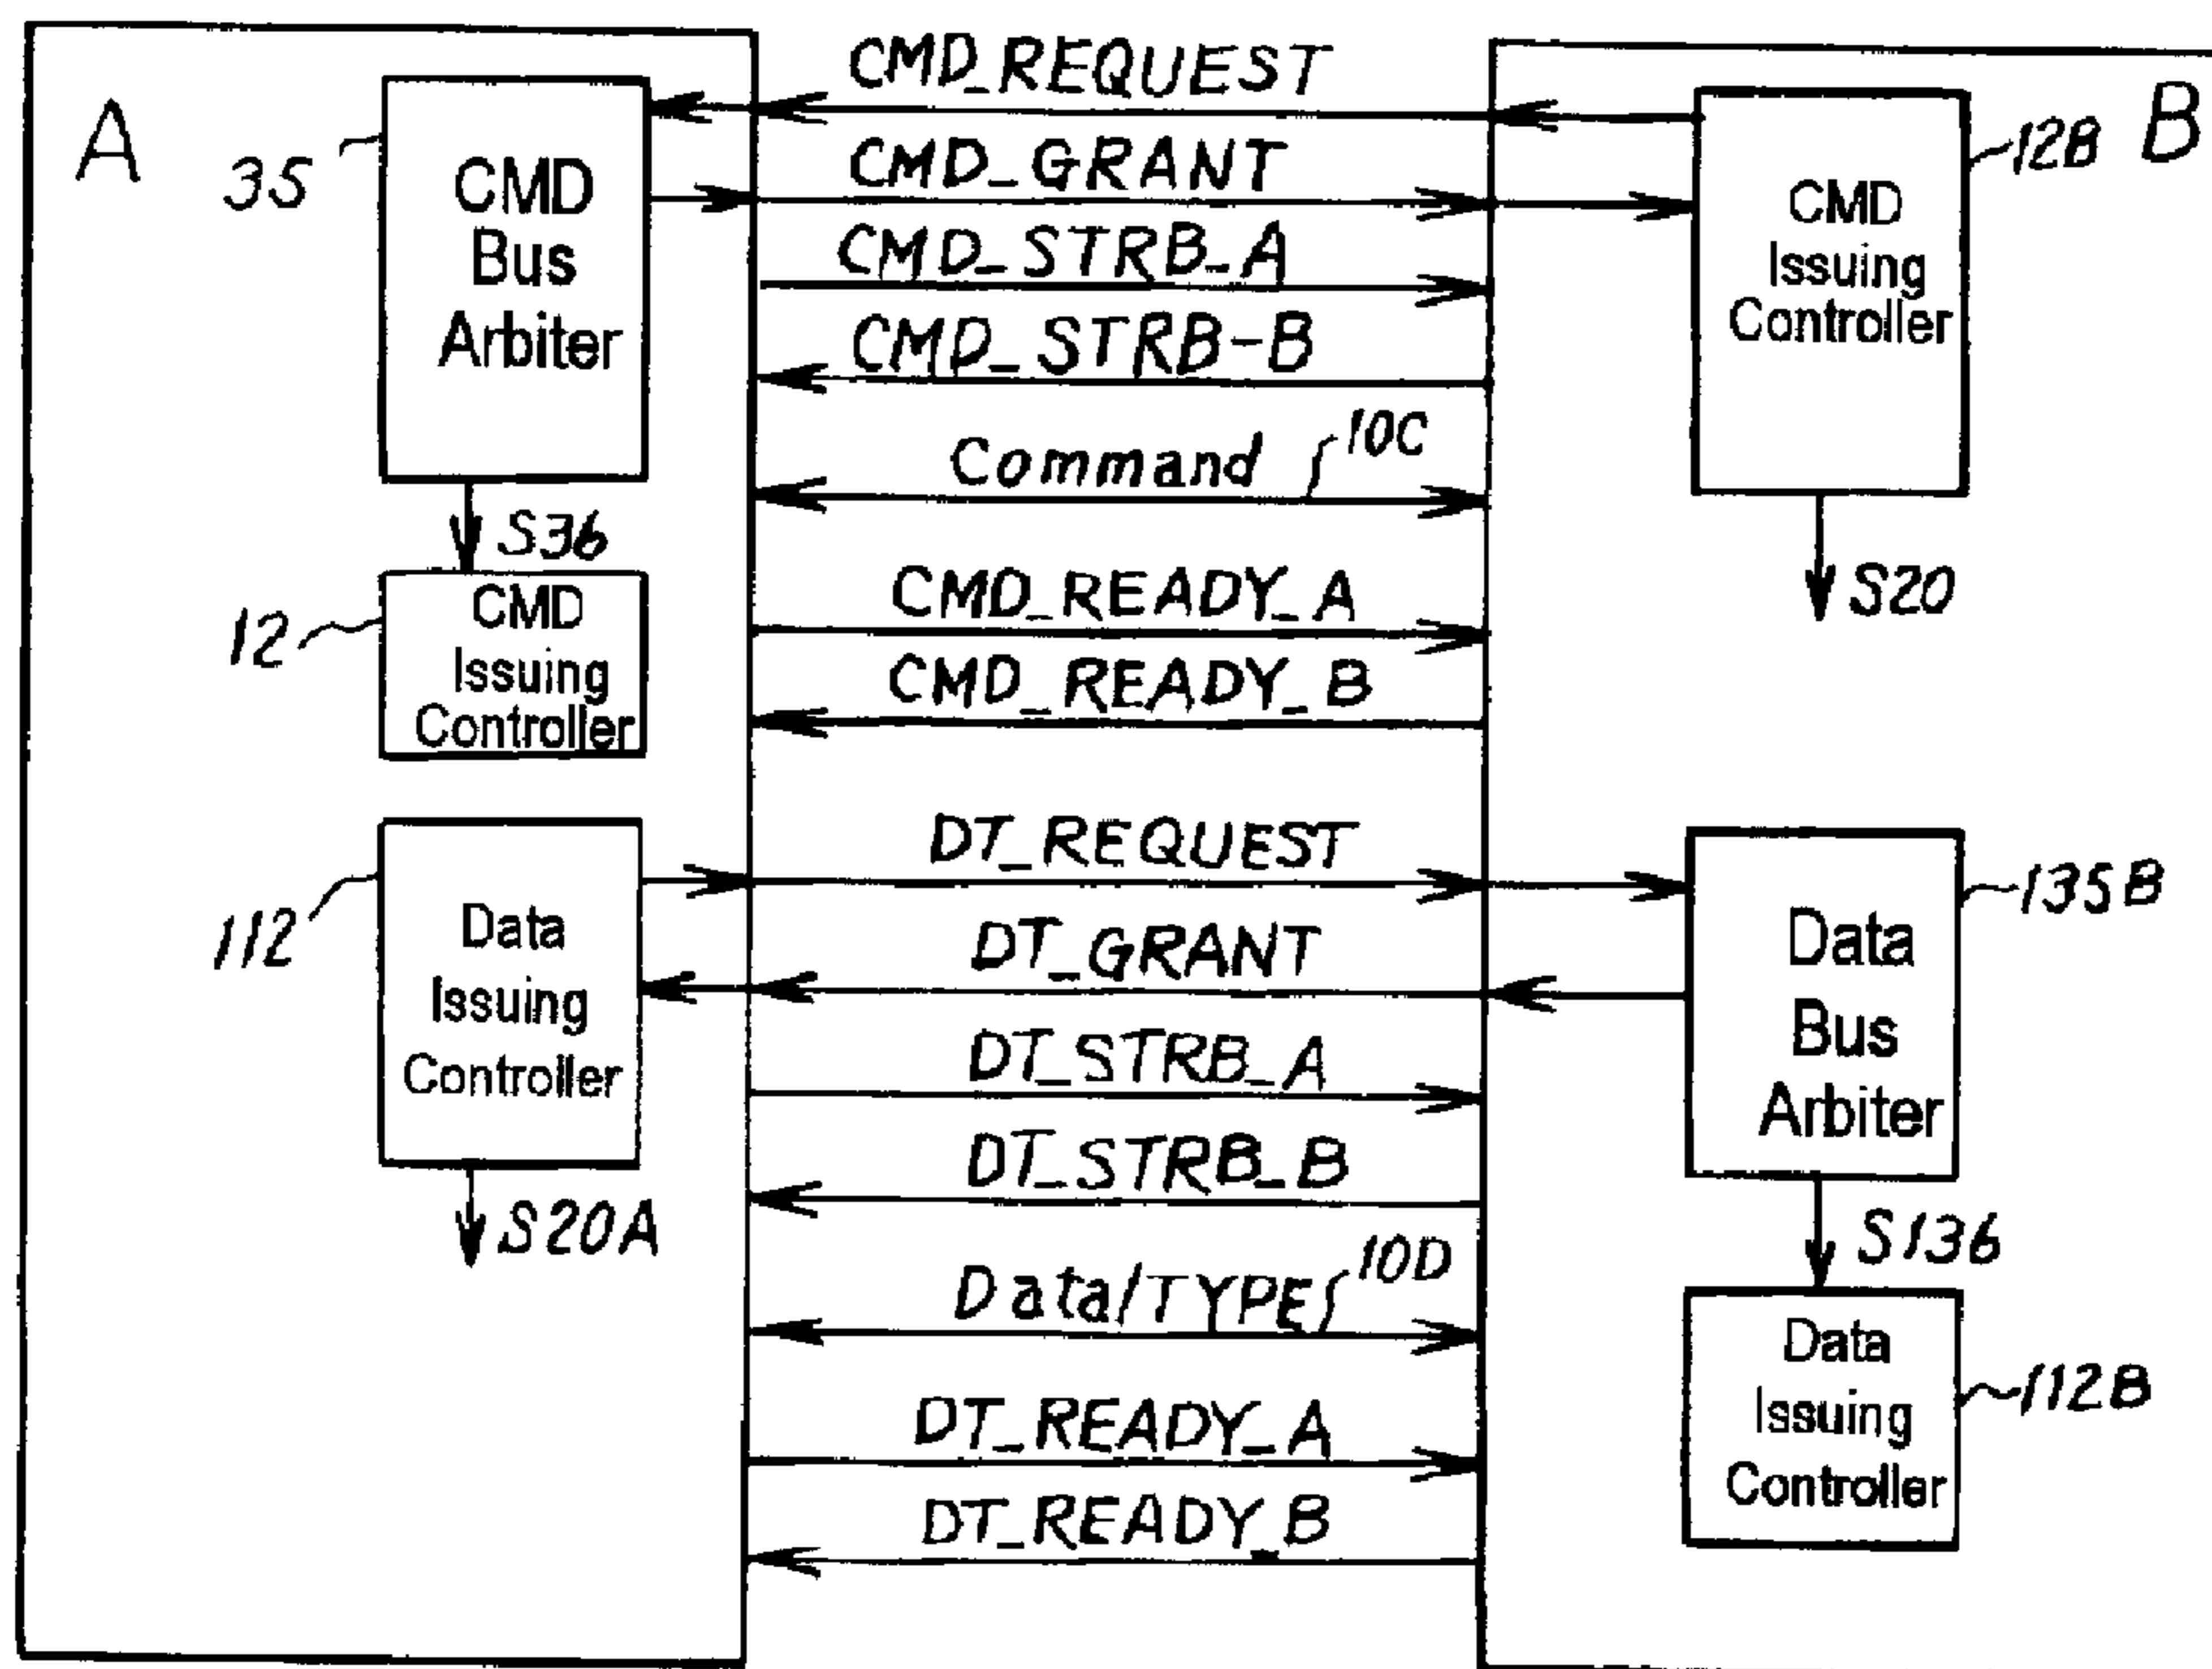 A
35
CMD
Bus
Arbiter
S36
12
CMD
Issuing
Controller
112
Data
Issuing
Controller
S20A
CMD_REQUEST
CMD_GRANT
CMD_STRB_A
CMD_STRB-B
Command 10C
CMD_READY_A
CMD_READY_B
DT_REQUEST
DT_GRANT
DT_STRB_A
DT_STRB_B
Data/TYPE 10D
DT_READY_A
DT_READY_B
B
12B
CMD
Issuing
Controller
S20
135B
Data
Bus
Arbiter
S136
112B
Data
Issuing
Controller